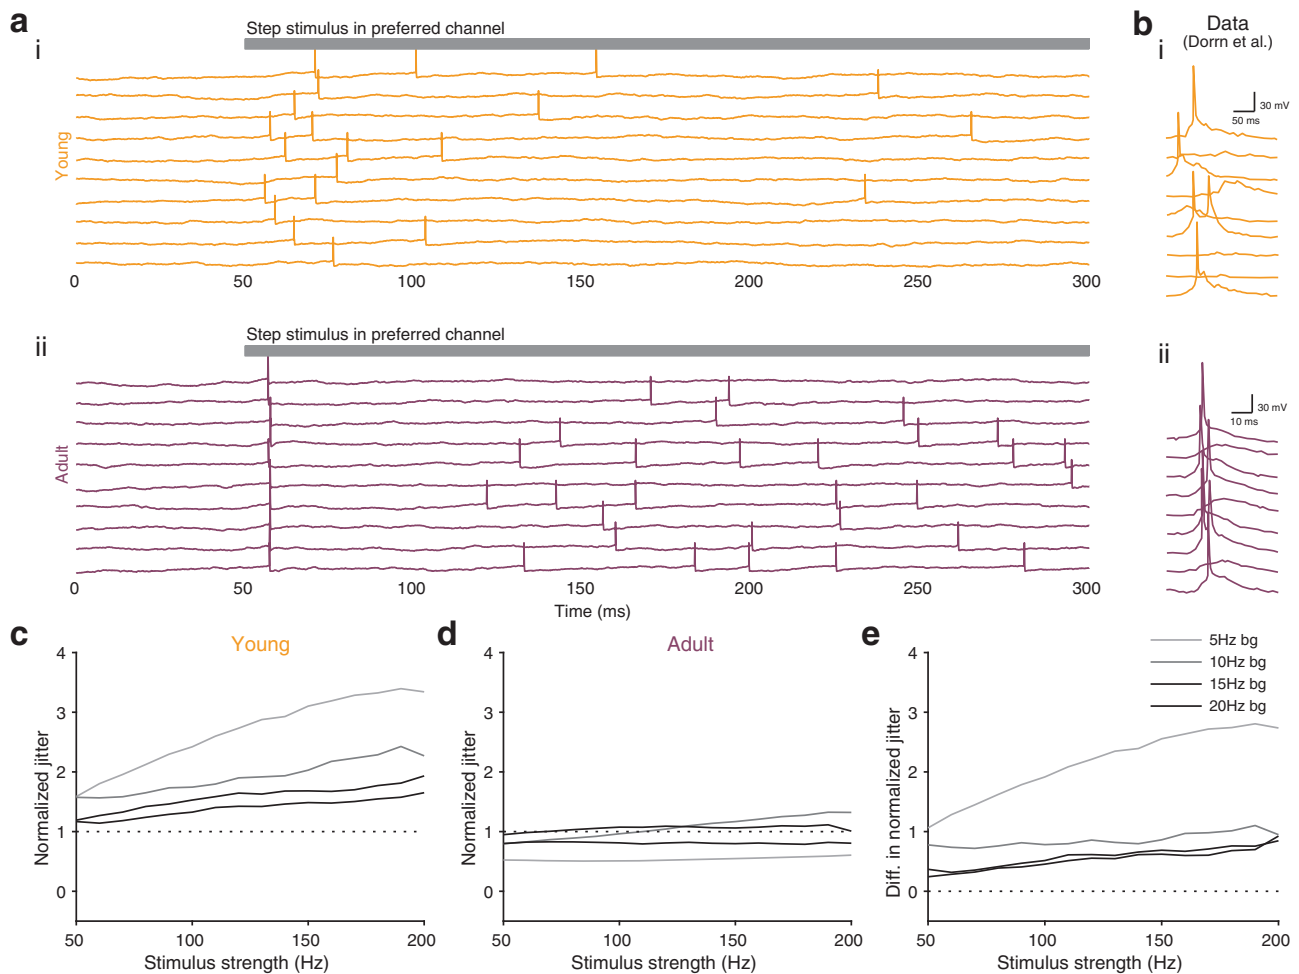 a
i
Step stimulus in preferred channel
Young
0 50 100 150 200 250 300
b
Data
(Dorrn et al.)
i
30 mV
50 ms
ii
Step stimulus in preferred channel
Adult
0 50 100 150 200 250 300
Time (ms)
ii
30 mV
10 ms
c
Young
Normalized jitter
4
3
2
1
0
50 100 150 200
Stimulus strength (Hz)
d
Adult
Normalized jitter
4
3
2
1
0
50 100 150 200
Stimulus strength (Hz)
e
5Hz bg
10Hz bg
15Hz bg
20Hz bg
Diff. in normalized jitter
4
3
2
1
0
50 100 150 200
Stimulus strength (Hz)